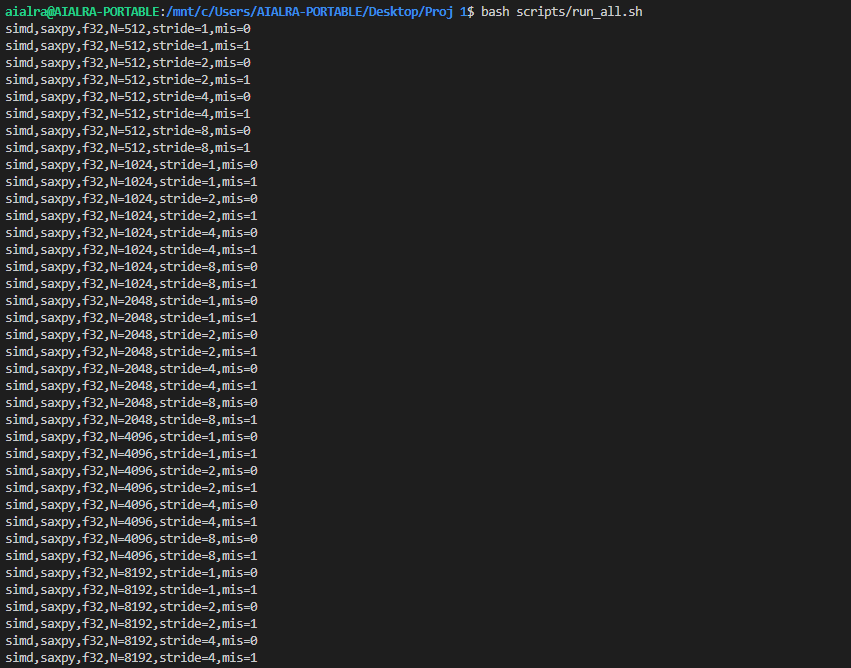 aialra@AIALRA-PORTABLE:/mnt/c/Users/AIALRA-PORTABLE/Desktop/Proj 1$ bash scripts/run_all.sh
simd,saxpy,f32,N=512,stride=1,mis=0
simd,saxpy,f32,N=512,stride=1,mis=1
simd,saxpy,f32,N=512,stride=2,mis=0
simd,saxpy,f32,N=512,stride=2,mis=1
simd,saxpy,f32,N=512,stride=4,mis=0
simd,saxpy,f32,N=512,stride=4,mis=1
simd,saxpy,f32,N=512,stride=8,mis=0
simd,saxpy,f32,N=512,stride=8,mis=1
simd,saxpy,f32,N=1024,stride=1,mis=0
simd,saxpy,f32,N=1024,stride=1,mis=1
simd,saxpy,f32,N=1024,stride=2,mis=0
simd,saxpy,f32,N=1024,stride=2,mis=1
simd,saxpy,f32,N=1024,stride=4,mis=0
simd,saxpy,f32,N=1024,stride=4,mis=1
simd,saxpy,f32,N=1024,stride=8,mis=0
simd,saxpy,f32,N=1024,stride=8,mis=1
simd,saxpy,f32,N=2048,stride=1,mis=0
simd,saxpy,f32,N=2048,stride=1,mis=1
simd,saxpy,f32,N=2048,stride=2,mis=0
simd,saxpy,f32,N=2048,stride=2,mis=1
simd,saxpy,f32,N=2048,stride=4,mis=0
simd,saxpy,f32,N=2048,stride=4,mis=1
simd,saxpy,f32,N=2048,stride=8,mis=0
simd,saxpy,f32,N=2048,stride=8,mis=1
simd,saxpy,f32,N=4096,stride=1,mis=0
simd,saxpy,f32,N=4096,stride=1,mis=1
simd,saxpy,f32,N=4096,stride=2,mis=0
simd,saxpy,f32,N=4096,stride=2,mis=1
simd,saxpy,f32,N=4096,stride=4,mis=0
simd,saxpy,f32,N=4096,stride=4,mis=1
simd,saxpy,f32,N=4096,stride=8,mis=0
simd,saxpy,f32,N=4096,stride=8,mis=1
simd,saxpy,f32,N=8192,stride=1,mis=0
simd,saxpy,f32,N=8192,stride=1,mis=1
simd,saxpy,f32,N=8192,stride=2,mis=0
simd,saxpy,f32,N=8192,stride=2,mis=1
simd,saxpy,f32,N=8192,stride=4,mis=0
simd,saxpy,f32,N=8192,stride=4,mis=1